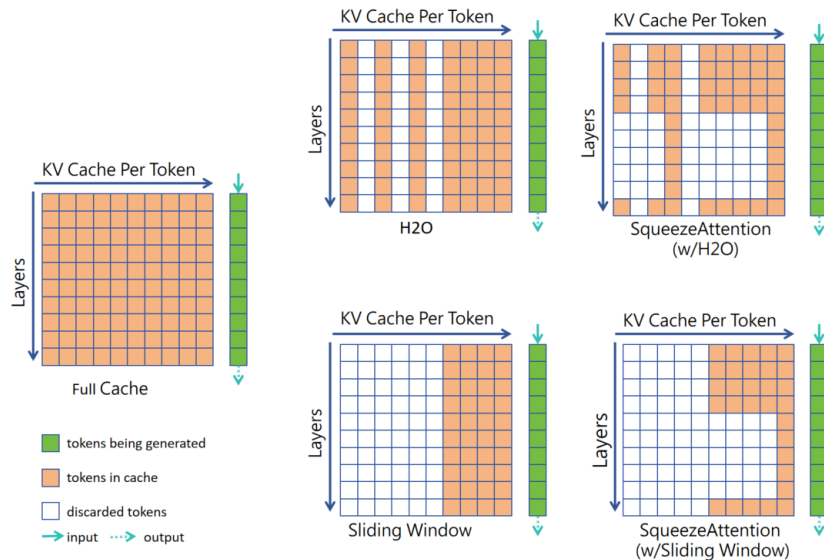 KV Cache Per Token
Layers
Full Cache
KV Cache Per Token
Layers
H2O
KV Cache Per Token
Layers
SqueezeAttention
(w/H2O)
KV Cache Per Token
Layers
Sliding Window
KV Cache Per Token
Layers
SqueezeAttention
(w/Sliding Window)
tokens being generated
tokens in cache
discarded tokens
input output